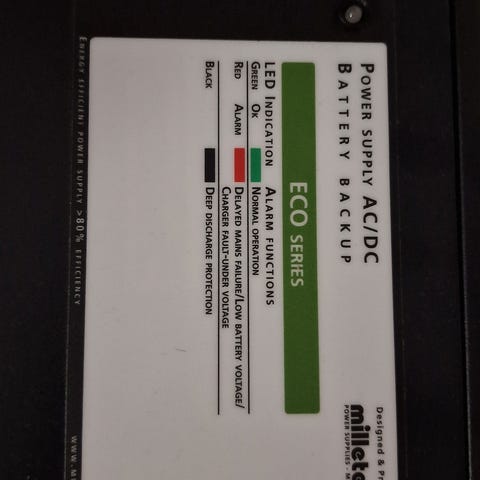 POWER SUPPLY AC/DC
BATTERY BACKUP
Designed & Pr
millete
POWER SUPPLIES - M
ECO SERIES
LED INDICATION ALARM FUNCTIONS
GREEN OK NORMAL OPERATION
RED ALARM DELAYED MAINS FAILURE/LOW BATTERY VOLTAGE/
CHARGER FAULT-UNDER VOLTAGE
BLACK DEEP DISCHARGE PROTECTION
ENERGY EFFICIENT POWER SUPPLY >80% EFFICIENCY
WWW.M